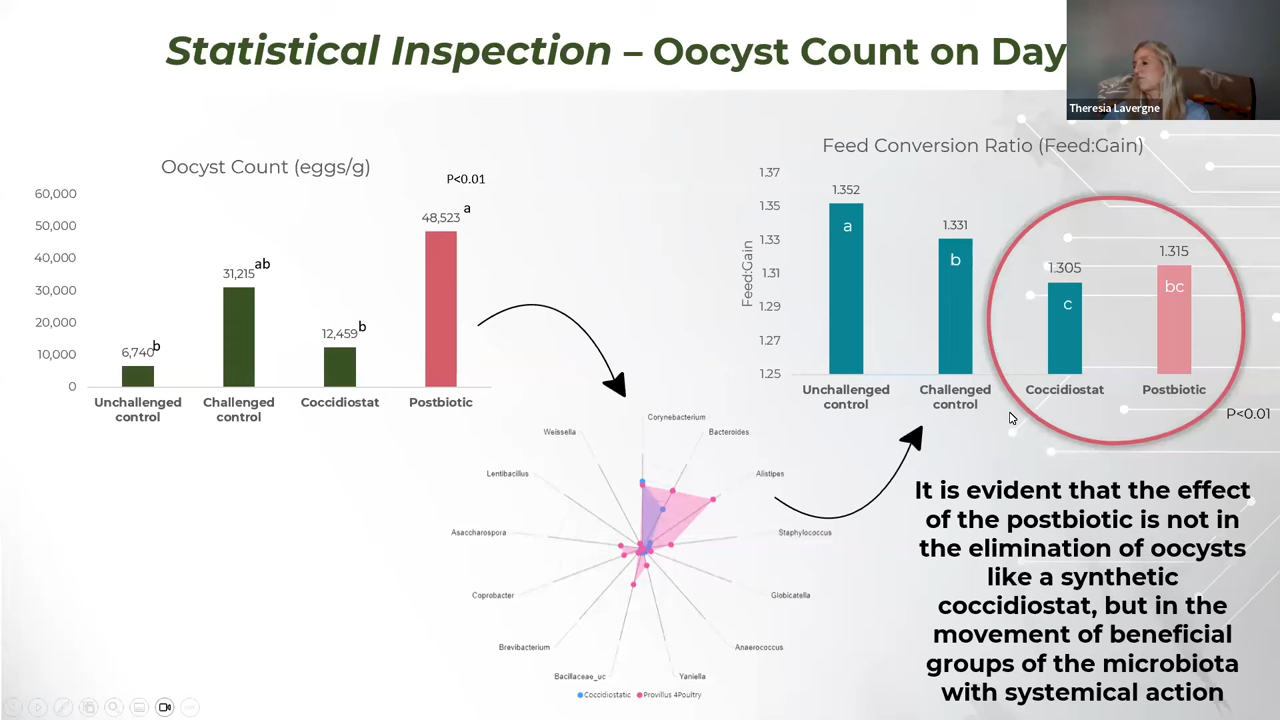 Statistical Inspection – Oocyst Count on Day
Theresia Lavergne
Oocyst Count (eggs/g)
P<0.01
60,000
50,000
40,000
30,000
20,000
10,000
0
6,740 b
31,215 ab
12,459 b
48,523 a
Unchallenged control
Challenged control
Coccidiostat
Postbiotic
Feed Conversion Ratio (Feed:Gain)
Feed:Gain
1.37
1.35
1.33
1.31
1.29
1.27
1.25
1.352
a
1.331
b
1.305
c
1.315
bc
Unchallenged control
Challenged control
Coccidiostat
Postbiotic
P<0.01
Corynebacterium
Bacteroides
Alistipes
Staphylococcus
Globicatella
Anaerococcus
Yaniella
Bacillaceae_uc
Brevibacterium
Coprobacter
Asaccharospora
Lentibacillus
Weissella
Coccidiostatic
Provillus 4Poultry
It is evident that the effect
of the postbiotic is not in
the elimination of oocysts
like a synthetic
coccidiostat, but in the
movement of beneficial
groups of the microbiota
with systemical action